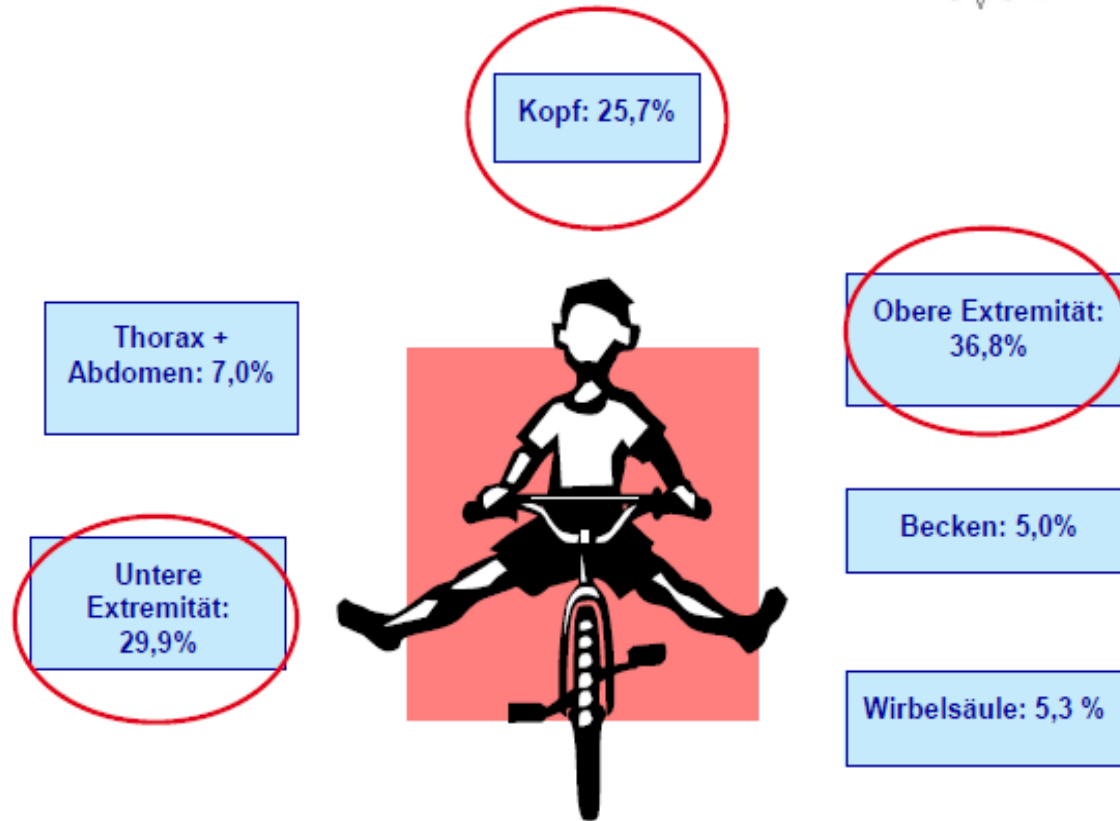 Kopf: 25,7%
Thorax +
Abdomen: 7,0%
Obere Extremität:
36,8%
Untere
Extremität:
29,9%
Becken: 5,0%
Wirbelsäule: 5,3 %